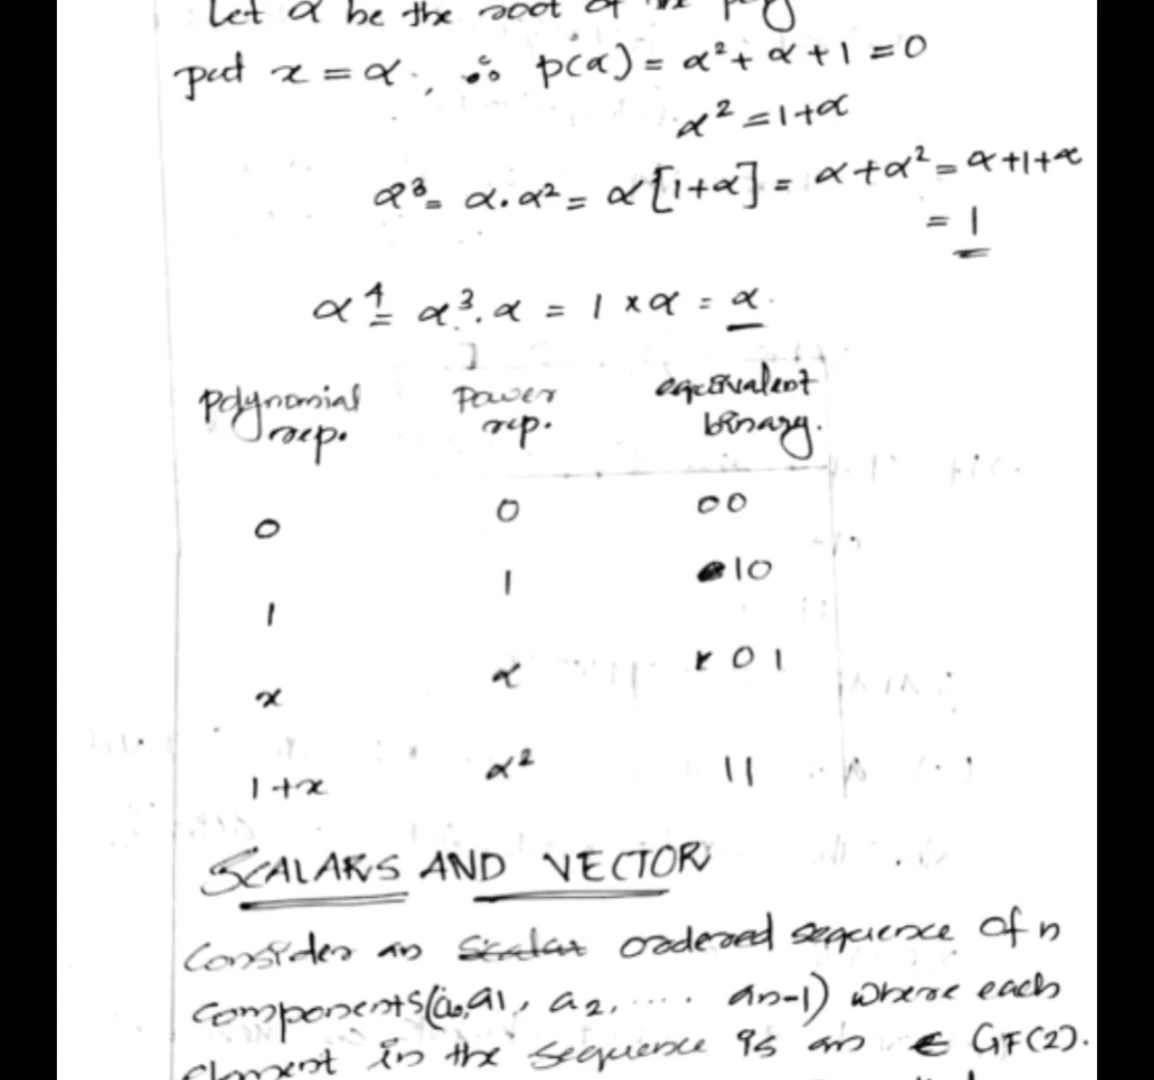 Let α be the root of the
put x = α., ∴ p(α) = α²+ α +1 = 0
α² = 1+α
α³= α.α² = α[1+α] = α+α² = α+1+α
= 1
α⁴ = α³.α = 1 × α = α.
polynomial Power equivalent
rep. rep. binary.
0 0 00
1 1 10
x α 01
1+x α² 11
SCALARS AND VECTOR
Consider an Scalar ordered sequence of n
components(a₀,a1, a2, .... an-1) where each
element in the sequence is an ∈ GF(2).